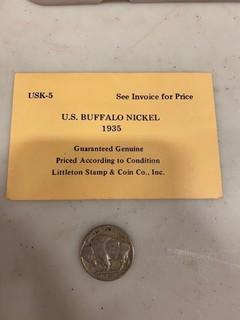 USK-5 See Invoice for Price
U.S. BUFFALO NICKEL
1935
Guaranteed Genuine
Priced According to Condition
Littleton Stamp & Coin Co., Inc.